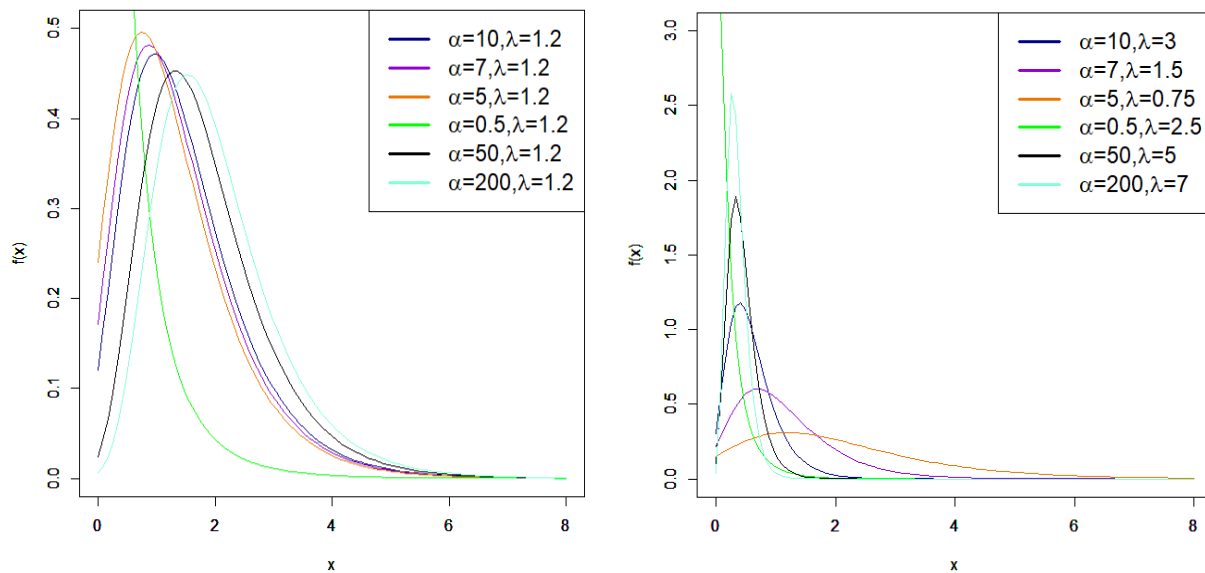 α=10,λ=1.2
α=7,λ=1.2
α=5,λ=1.2
α=0.5,λ=1.2
α=50,λ=1.2
α=200,λ=1.2
0.5
0.4
0.3
0.2
0.1
0.0
f(x)
0 2 4 6 8
x
α=10,λ=3
α=7,λ=1.5
α=5,λ=0.75
α=0.5,λ=2.5
α=50,λ=5
α=200,λ=7
3.0
2.5
2.0
1.5
1.0
0.5
0.0
f(x)
0 2 4 6 8
x